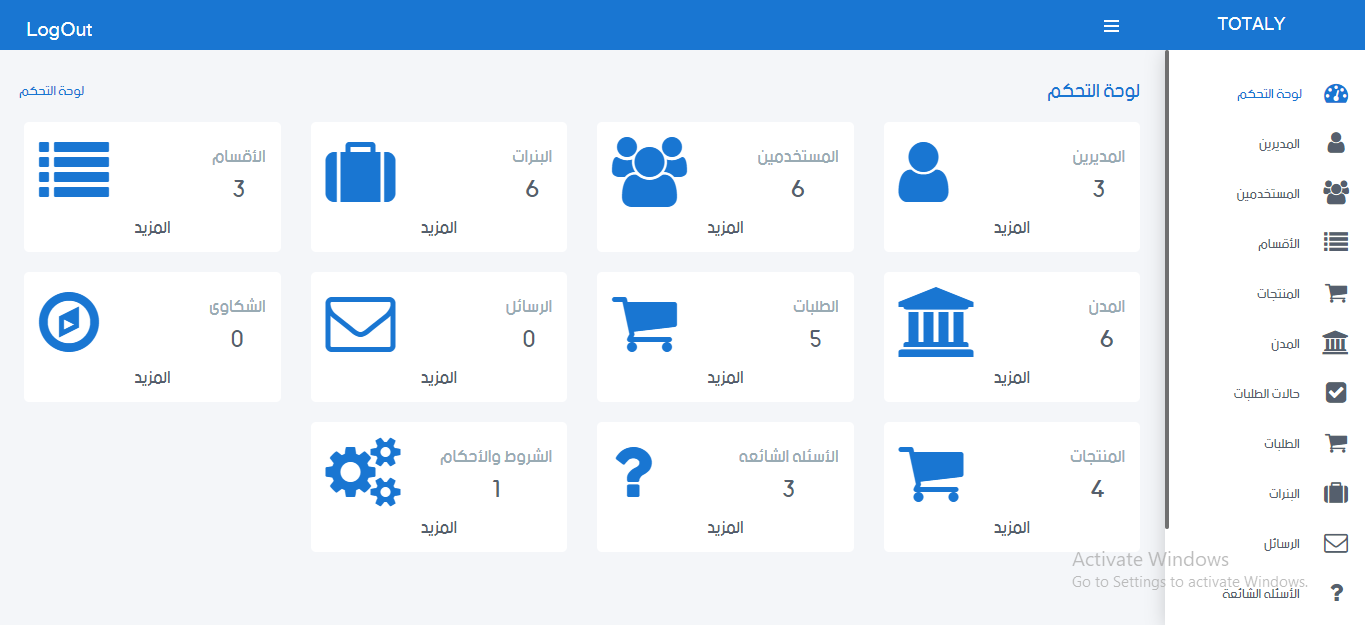 TOTALY
LogOut
لوحة التحكم
المديرين
المستخدمين
الأقسام
المنتجات
المدن
حالات الطلبات
الطلبات
البنرات
الرسائل
الأسئله الشائعة
لوحة التحكم
لوحة التحكم
المديرين
3
المزيد
المستخدمين
6
المزيد
البنرات
6
المزيد
الأقسام
3
المزيد
المدن
6
المزيد
الطلبات
5
المزيد
الرسائل
0
المزيد
الشكاوى
0
المزيد
المنتجات
4
المزيد
الأسئله الشائعه
3
المزيد
الشروط والأحكام
1
المزيد
Activate Windows
Go to Settings to activate Windows.